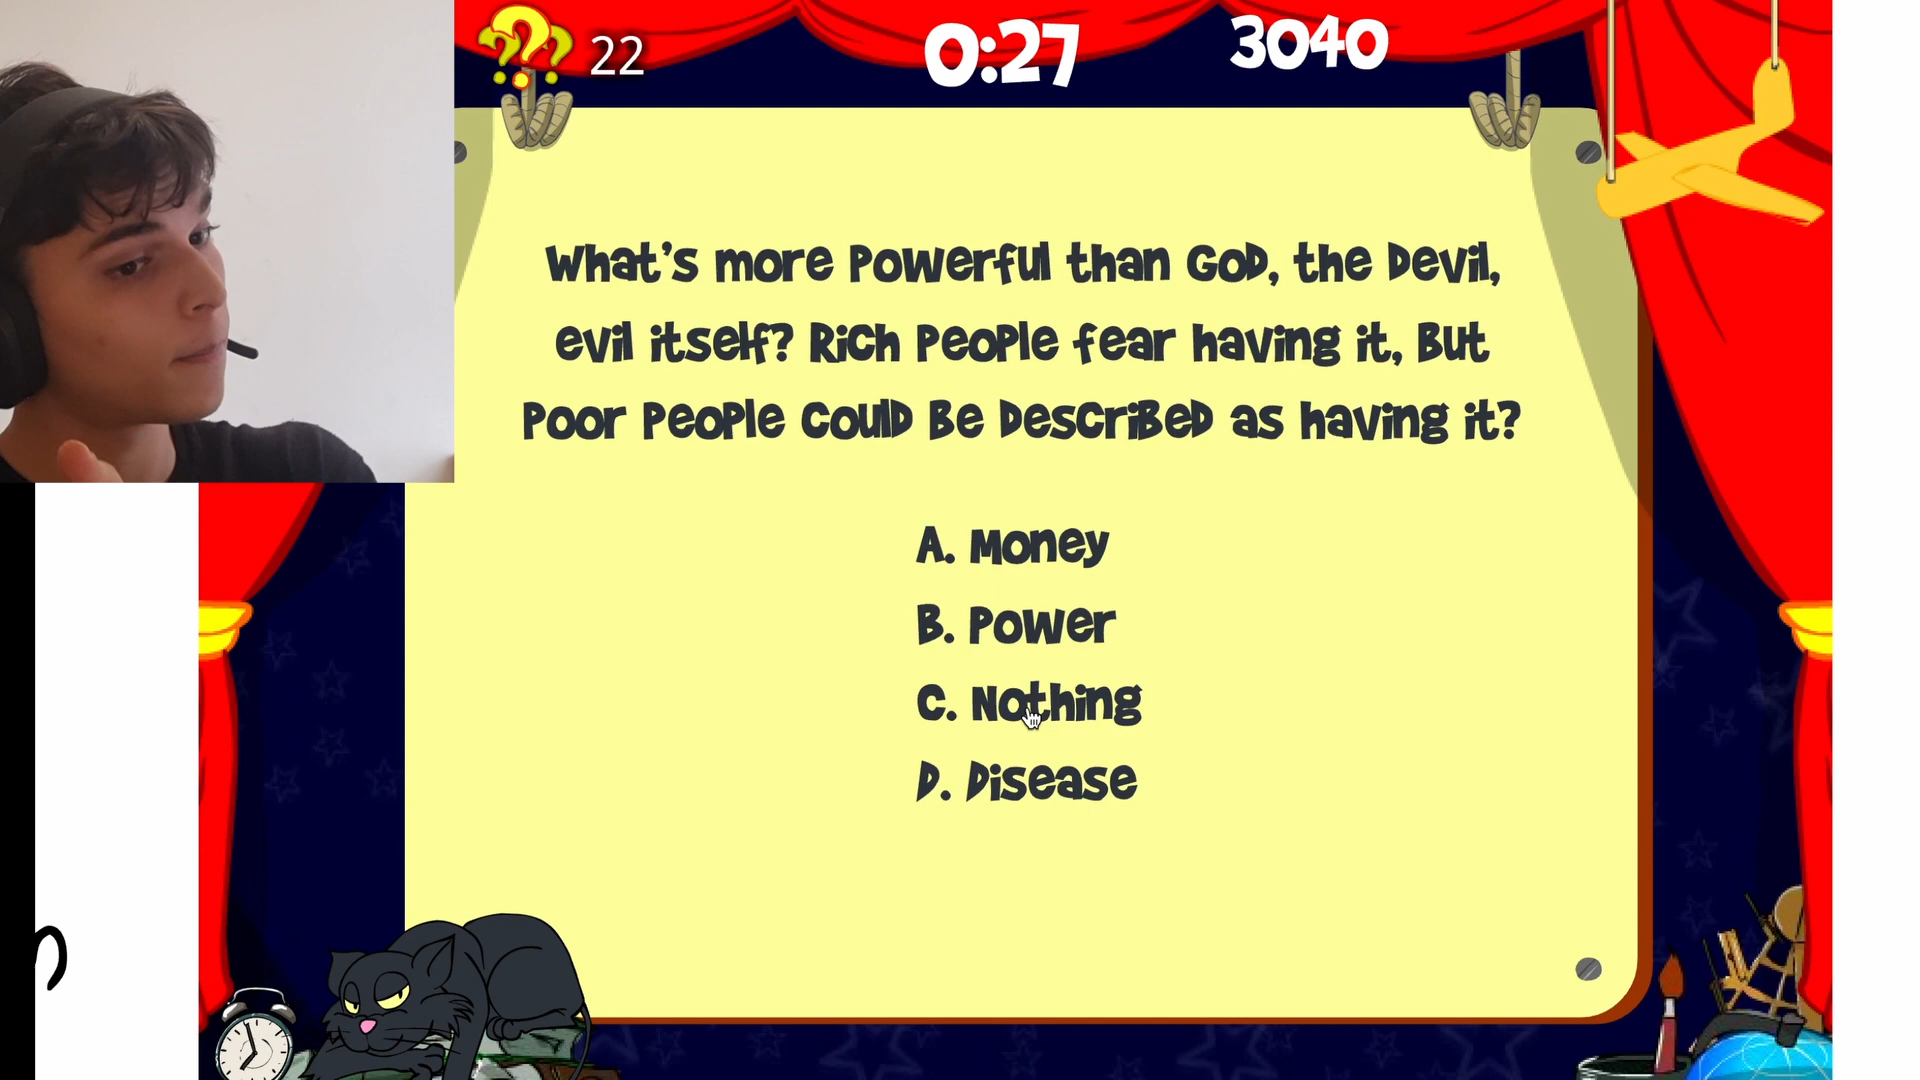 22
0:27
3040
What's more powerful than God, the Devil,
evil itself? Rich people fear having it, but
poor people could be described as having it?
A. Money
B. Power
C. Nothing
D. Disease